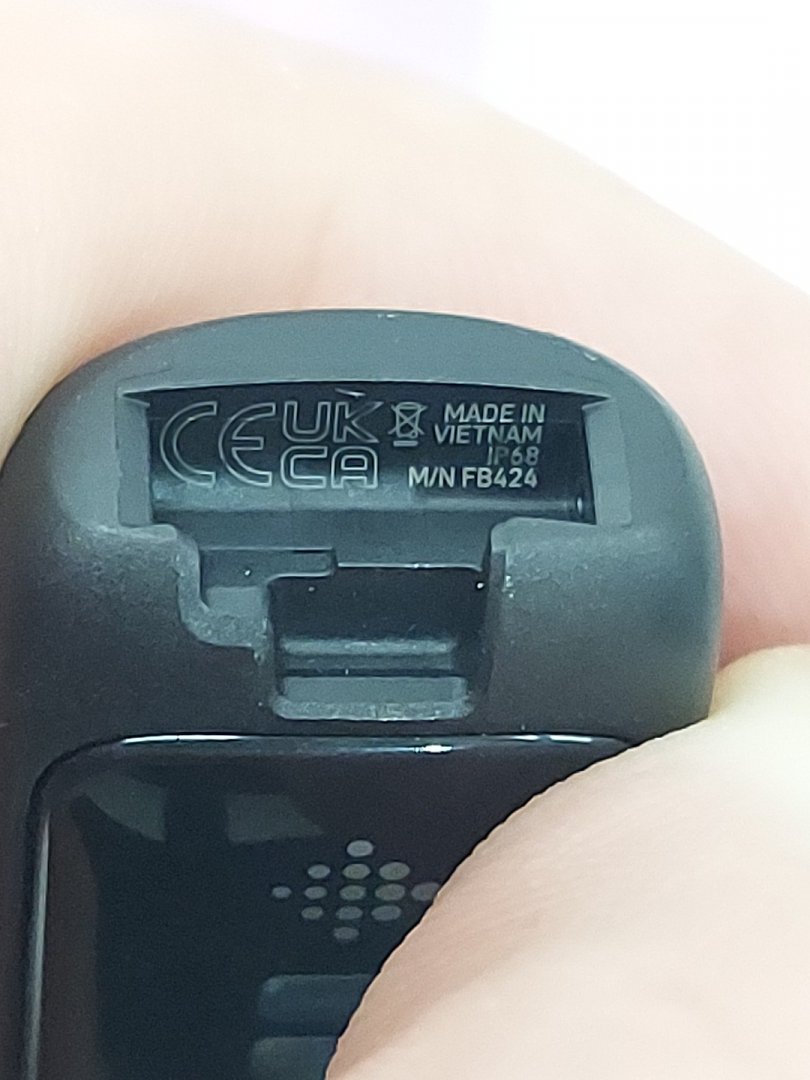 CE UK CA
MADE IN
VIETNAM
IP68
M/N FB424